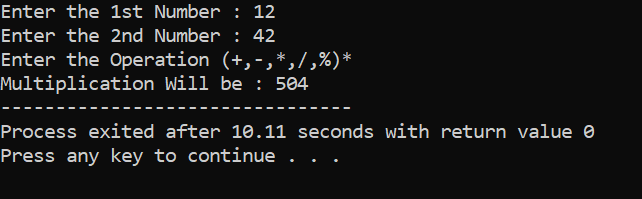 Enter the 1st Number : 12
Enter the 2nd Number : 42
Enter the Operation (+,-,*,/,%)*
Multiplication Will be : 504
--------------------------------
Process exited after 10.11 seconds with return value 0
Press any key to continue . . .